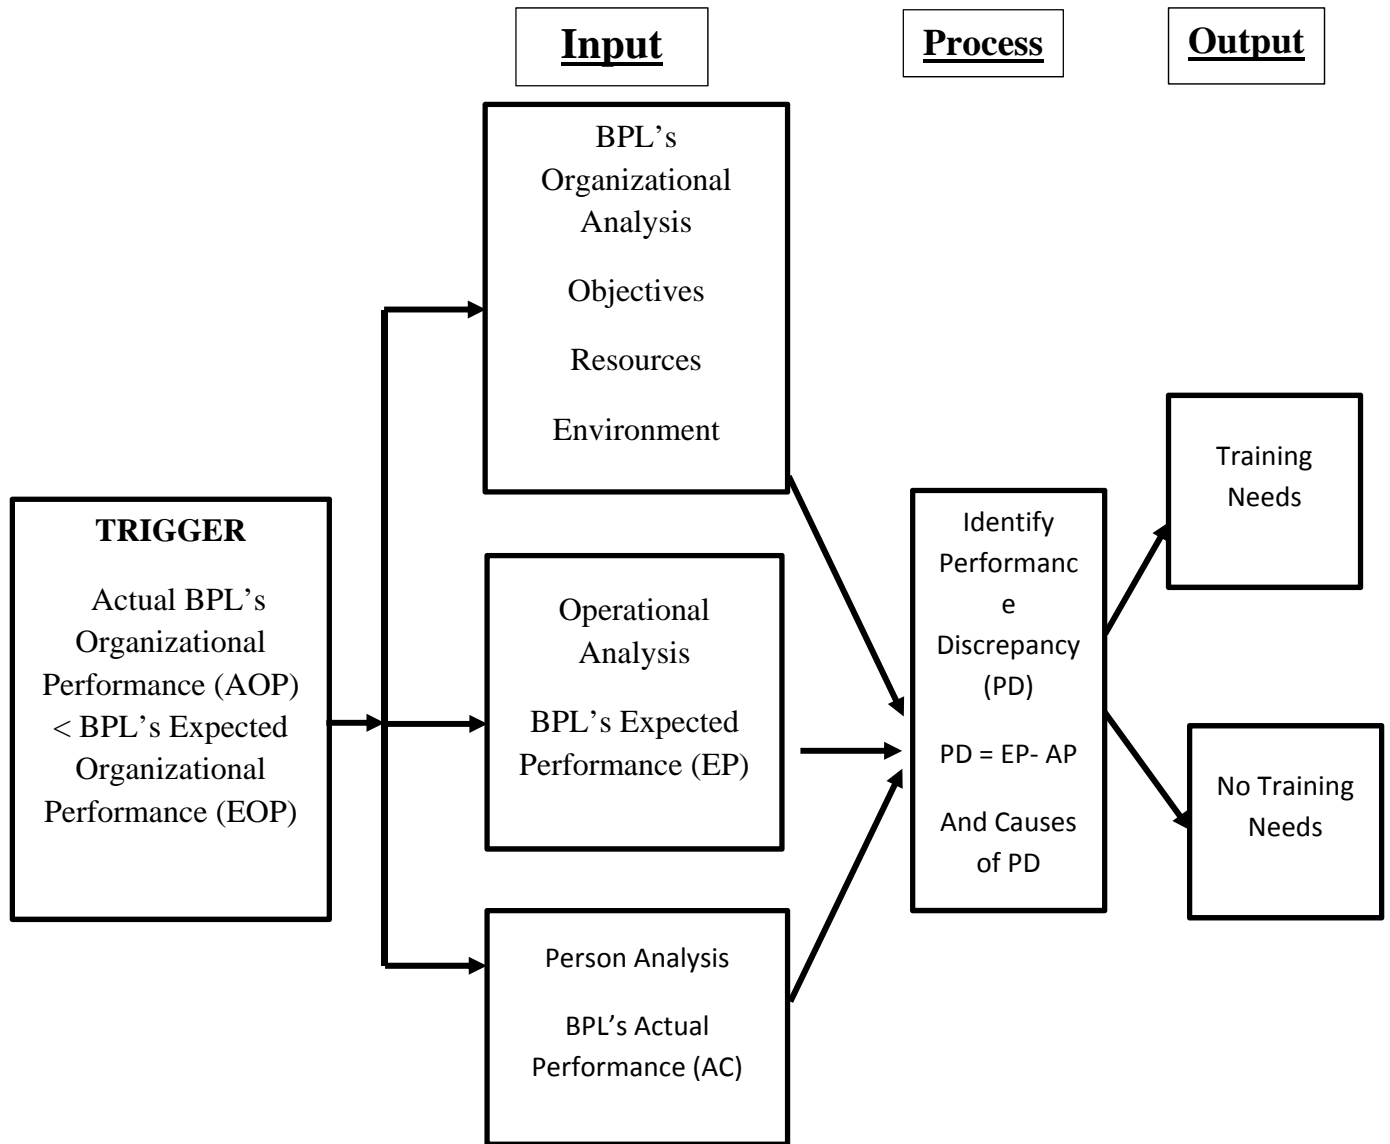 Input
Process
Output
TRIGGER
Actual BPL’s
Organizational
Performance (AOP)
< BPL’s Expected
Organizational
Performance (EOP)
BPL’s
Organizational
Analysis
Objectives
Resources
Environment
Operational
Analysis
BPL’s Expected
Performance (EP)
Person Analysis
BPL’s Actual
Performance (AC)
Identify
Performanc
e
Discrepancy
(PD)
PD = EP- AP
And Causes
of PD
Training
Needs
No Training
Needs